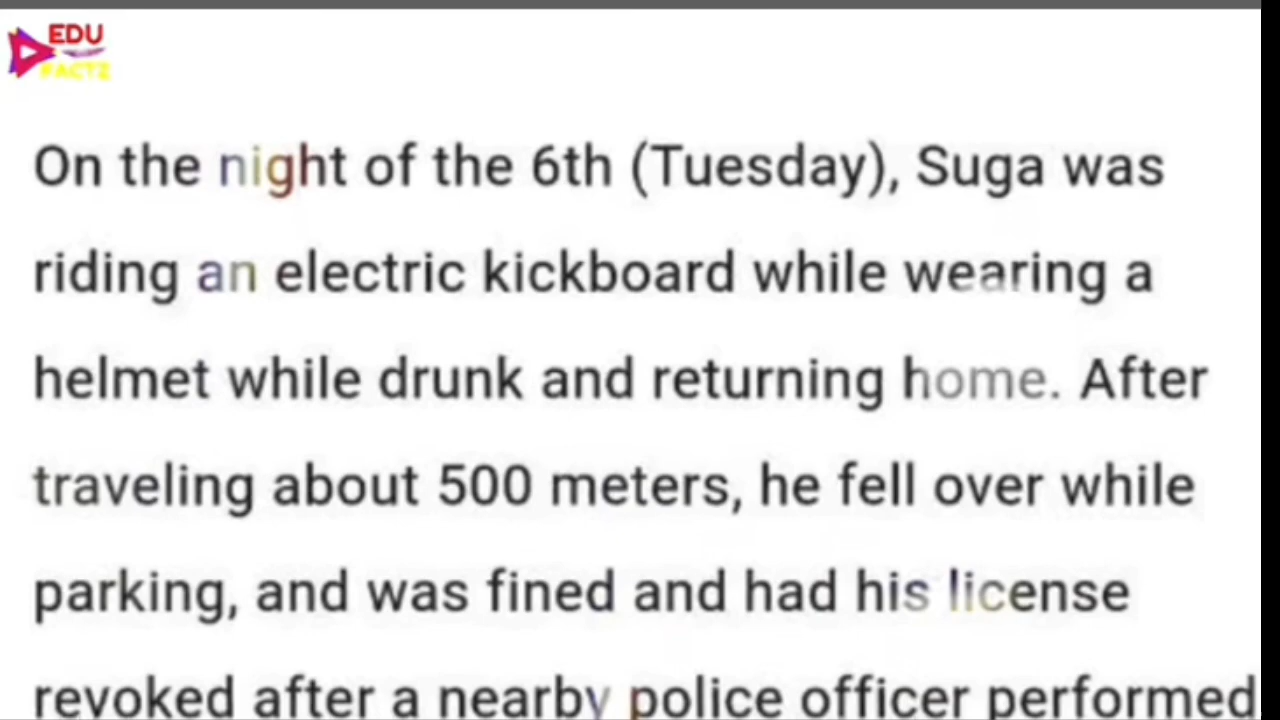 EDU
FACTZ
On the night of the 6th (Tuesday), Suga was
riding an electric kickboard while wearing a
helmet while drunk and returning home. After
traveling about 500 meters, he fell over while
parking, and was fined and had his license
revoked after a nearby police officer performed